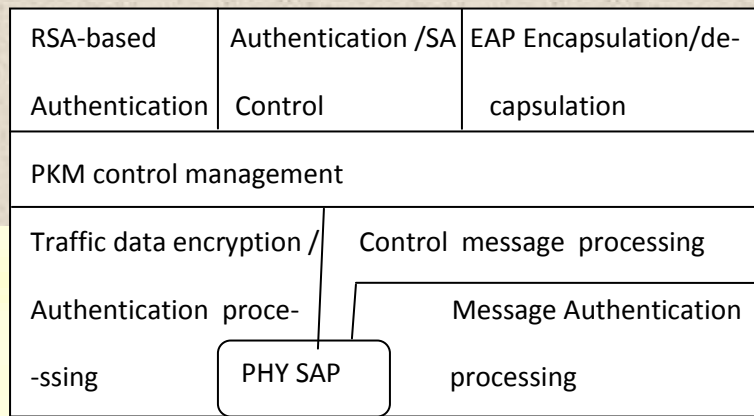 RSA-based
Authentication
Authentication /SA
Control
EAP Encapsulation/de-
capsulation
PKM control management
Traffic data encryption /
Authentication proce-
-ssing
Control message processing
Message Authentication
processing
PHY SAP